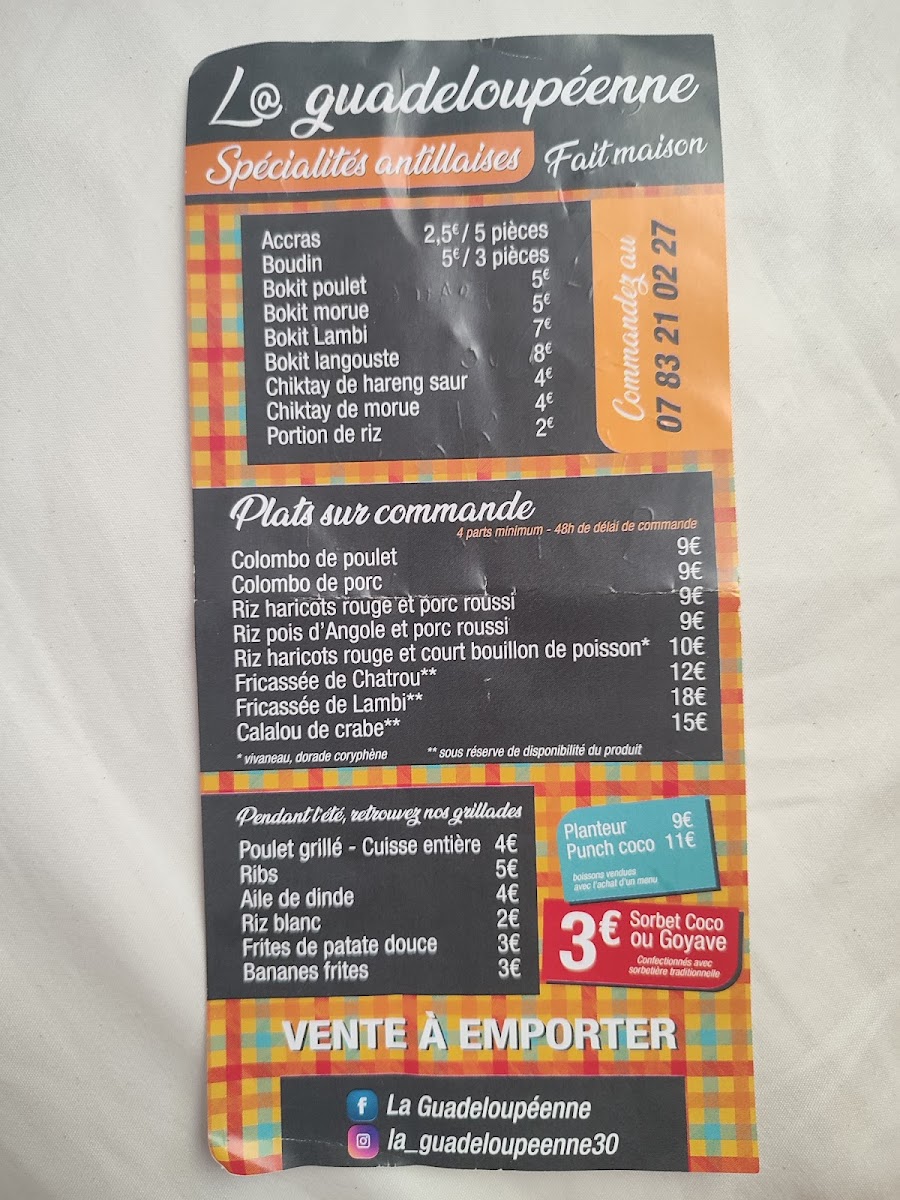 L@ guadeloupéenne
Spécialités antillaises Fait maison
Accras 2,5€/ 5 pièces
Boudin 5€/ 3 pièces
Bokit poulet 5€
Bokit morue 5€
Bokit Lambi 7€
Bokit langouste 8€
Chiktay de hareng saur 4€
Chiktay de morue 4€
Portion de riz 2€
Commandez au
07 83 21 02 27
Plats sur commande
4 parts minimum - 48h de délai de commande
Colombo de poulet 9€
Colombo de porc 9€
Riz haricots rouge et porc roussi 9€
Riz pois d'Angole et porc roussi 9€
Riz haricots rouge et court bouillon de poisson* 10€
Fricassée de Chatrou** 12€
Fricassée de Lambi** 18€
Calalou de crabe** 15€
* vivaneau, dorade coryphène ** sous réserve de disponibilité du produit
Pendant l'été, retrouvez nos grillades
Poulet grillé - Cuisse entière 4€
Ribs 5€
Aile de dinde 4€
Riz blanc 2€
Frites de patate douce 3€
Bananes frites 3€
Planteur 9€
Punch coco 11€
boissons vendues
avec l'achat d'un menu
3€ Sorbet Coco
ou Goyave
Confectionnés avec
sorbetière traditionnelle
VENTE À EMPORTER
La Guadeloupéenne
la_guadeloupeenne30